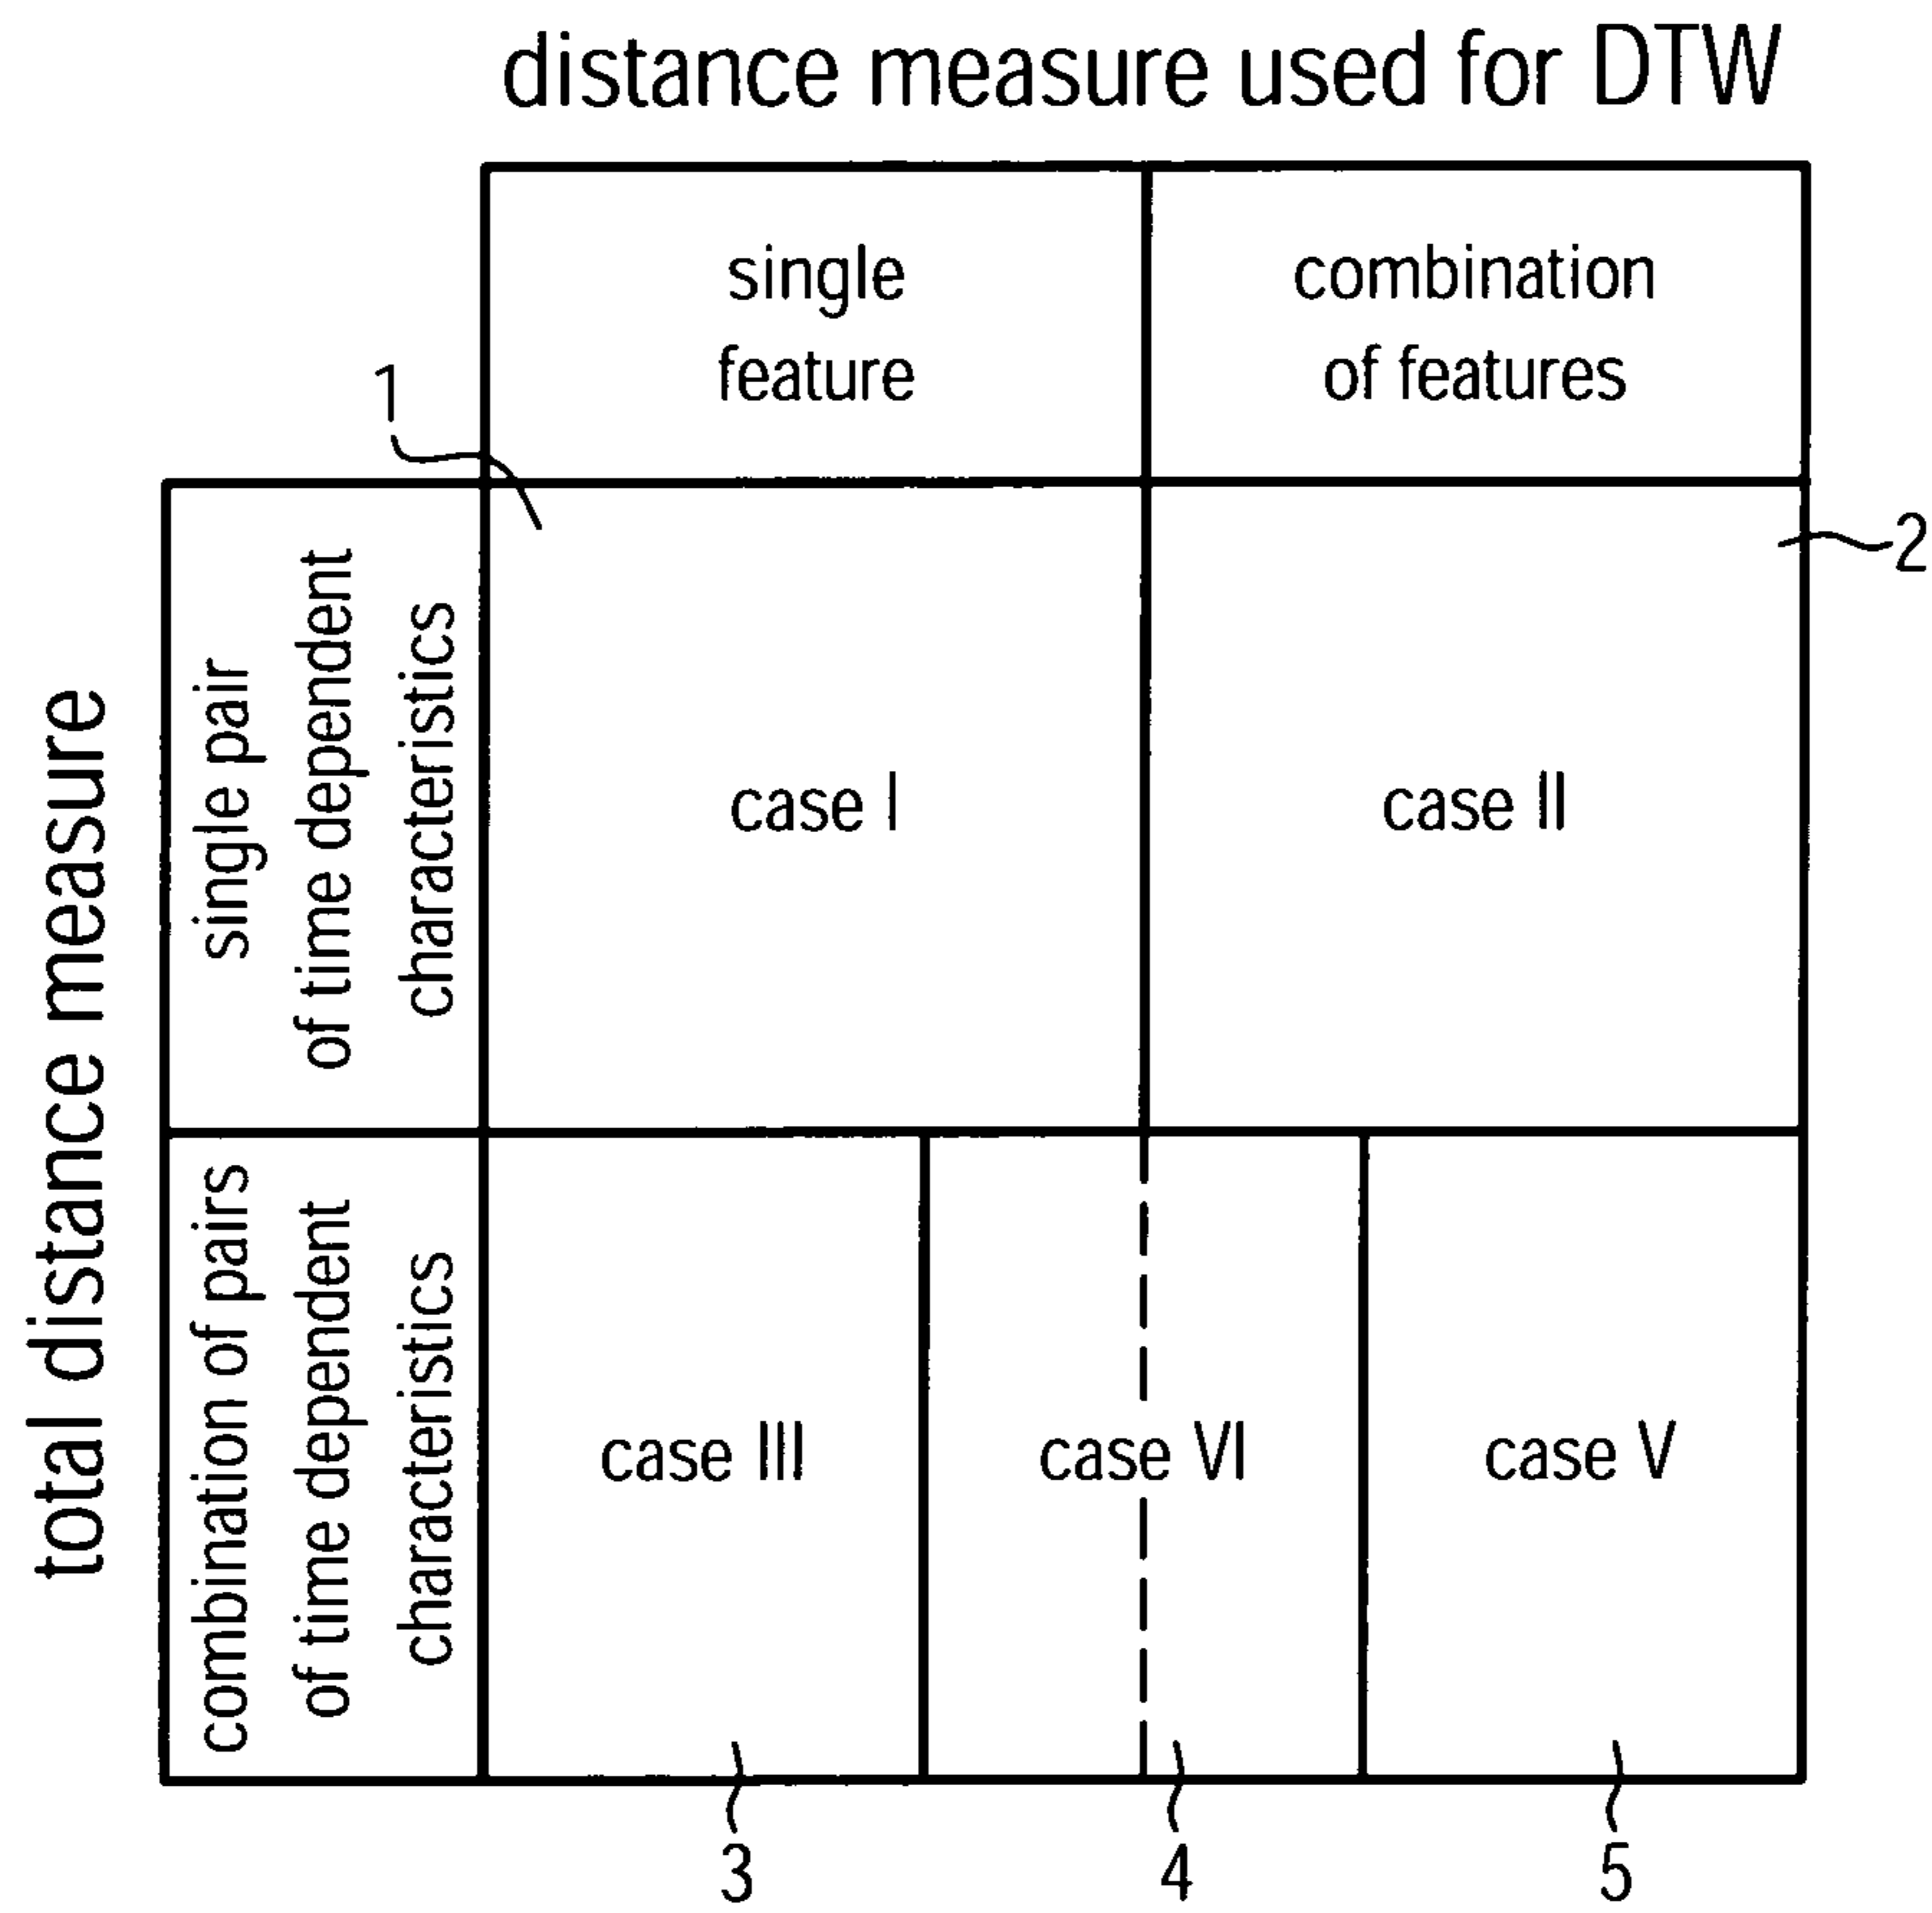 distance measure used for DTW
single
feature
combination
of features
1
2
total distance measure
single pair
of time dependent
characteristics
case I
case II
combination of pairs
of time dependent
characteristics
case III
case VI
case V
3
4
5